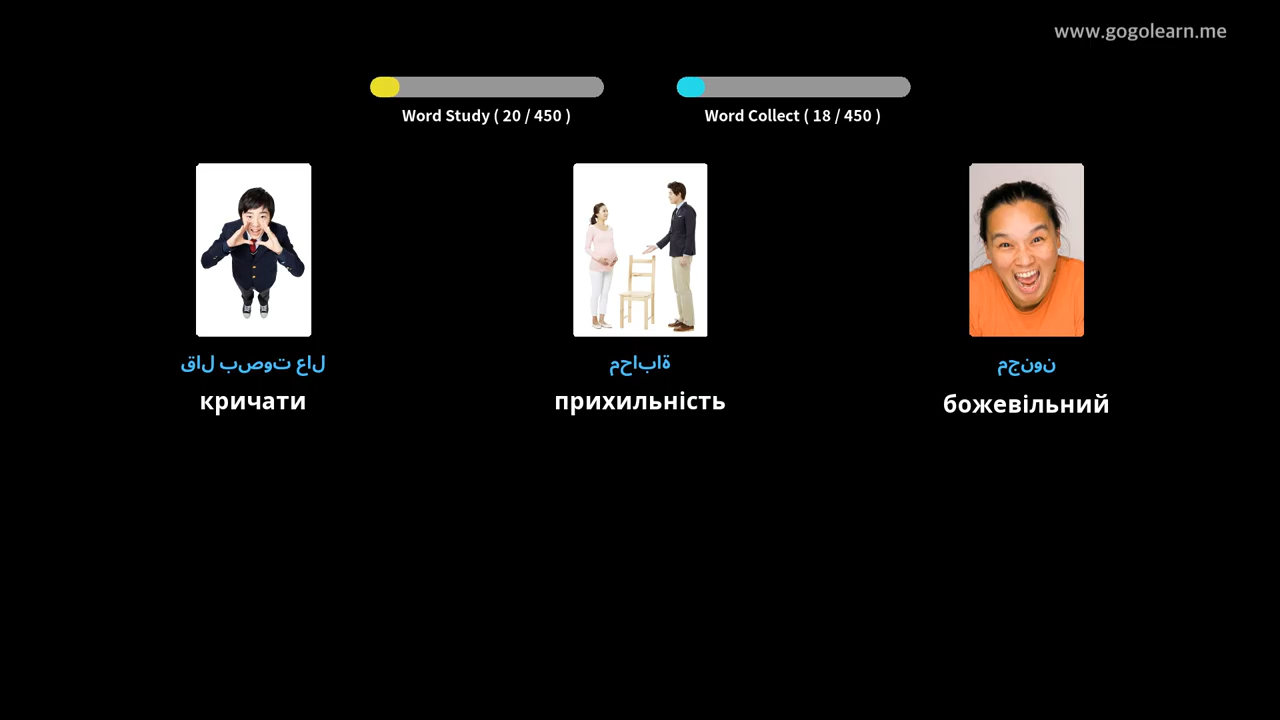 www.gogolearn.me
Word Study ( 20 / 450 )
Word Collect ( 18 / 450 )
قال بصوت عال
кричати
محاباة
прихильність
مجنون
божевільний